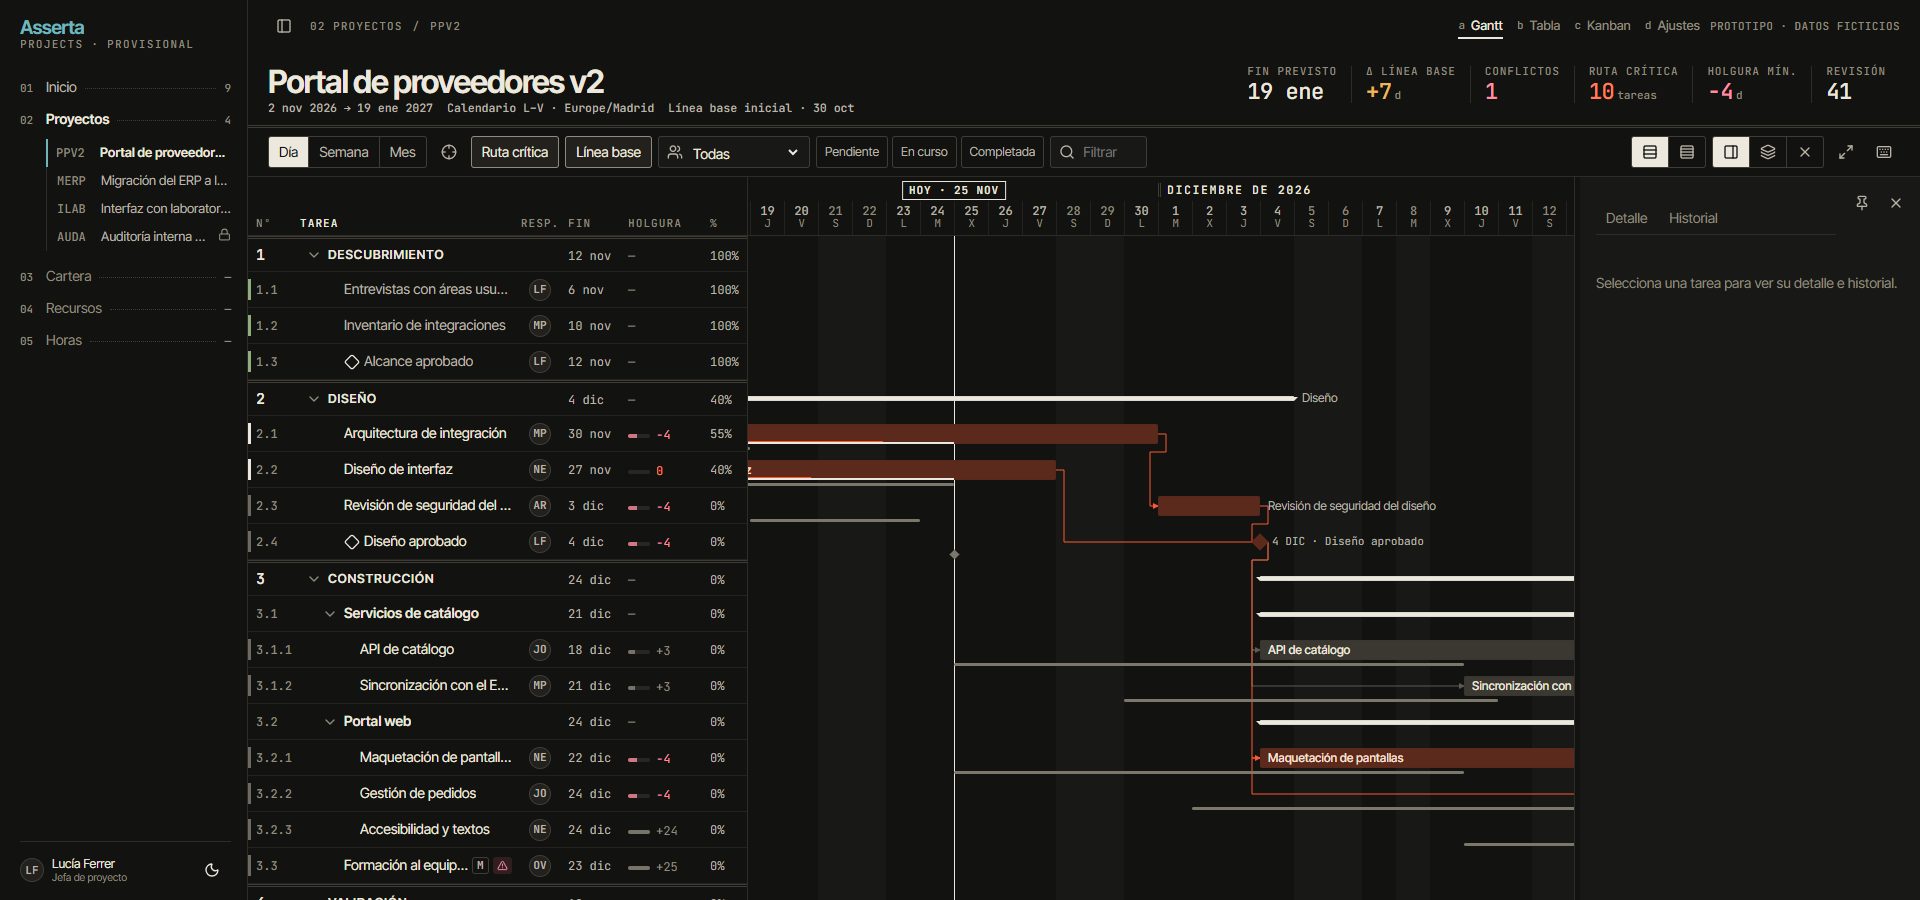 Asserta
PROJECTS · PROVISIONAL
01 Inicio 9
02 Proyectos 4
PPV2 Portal de proveedor...
MERP Migración del ERP a l...
ILAB Interfaz con laborator...
AUDA Auditoría interna ...
03 Cartera –
04 Recursos –
05 Horas –
LF Lucía Ferrer
Jefa de proyecto
02 PROYECTOS / PPV2
a Gantt b Tabla c Kanban d Ajustes PROTOTIPO · DATOS FICTICIOS
Portal de proveedores v2
2 nov 2026 → 19 ene 2027 Calendario L–V · Europe/Madrid Línea base inicial · 30 oct
FIN PREVISTO
19 ene
Δ LÍNEA BASE
+7 d
CONFLICTOS
1
RUTA CRÍTICA
10 tareas
HOLGURA MÍN.
-4 d
REVISIÓN
41
Día Semana Mes Ruta crítica Línea base Todas Pendiente En curso Completada Filtrar
HOY · 25 NOV DICIEMBRE DE 2026
19 20 21 22 23 24 25 26 27 28 29 30 1 2 3 4 5 6 7 8 9 10 11 12
J V S D L M X J V S D L M X J V S D L M X J V S
N° TAREA RESP. FIN HOLGURA %
1 DESCUBRIMIENTO 12 nov – 100%
1.1 Entrevistas con áreas usu... LF 6 nov – 100%
1.2 Inventario de integraciones MP 10 nov – 100%
1.3 Alcance aprobado LF 12 nov – 100%
2 DISEÑO 4 dic – 40% Diseño
2.1 Arquitectura de integración MP 30 nov -4 55%
2.2 Diseño de interfaz NE 27 nov 0 40% z
2.3 Revisión de seguridad del ... AR 3 dic -4 0% Revisión de seguridad del diseño
2.4 Diseño aprobado LF 4 dic -4 0% 4 DIC · Diseño aprobado
3 CONSTRUCCIÓN 24 dic – 0%
3.1 Servicios de catálogo 21 dic – 0%
3.1.1 API de catálogo JO 18 dic +3 0% API de catálogo
3.1.2 Sincronización con el E... MP 21 dic +3 0% Sincronización con
3.2 Portal web 24 dic – 0%
3.2.1 Maquetación de pantall... NE 22 dic -4 0% Maquetación de pantallas
3.2.2 Gestión de pedidos JO 24 dic -4 0%
3.2.3 Accesibilidad y textos NE 24 dic +24 0%
3.3 Formación al equip... M OV 23 dic +25 0%
VALIDACIÓN
Detalle Historial
Selecciona una tarea para ver su detalle e historial.